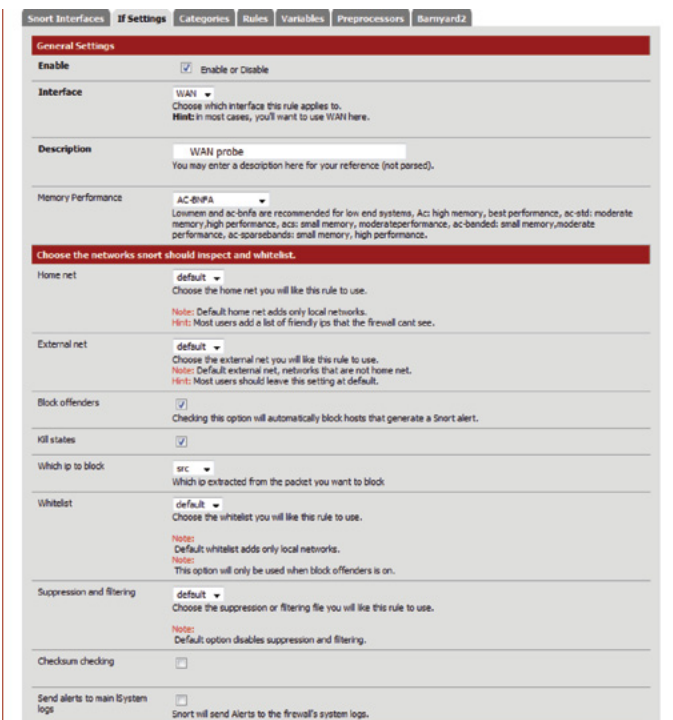 Snort Interfaces If Settings Categories Rules Variables Preprocessors Barnyard2
General Settings
Enable
Enable or Disable
Interface
WAN
Choose which interface this rule applies to.
Hint: in most cases, you'll want to use WAN here.
Description
WAN probe
You may enter a description here for your reference (not parsed).
Memory Performance
AC-BNFA
Lowmem and ac-bnfa are recommended for low end systems, Ac: high memory, best performance, ac-std: moderate
memory,high performance, acs: small memory, moderateperformance, ac-banded: small memory,moderate
performance, ac-sparsebands: small memory, high performance.
Choose the networks snort should inspect and whitelist.
Home net
default
Choose the home net you will like this rule to use.
Note: Default home net adds only local networks.
Hint: Most users add a list of friendly ips that the firewall cant see.
External net
default
Choose the external net you will like this rule to use.
Note: Default external net, networks that are not home net.
Hint: Most users should leave this setting at default.
Block offenders
Checking this option will automatically block hosts that generate a Snort alert.
Kill states
Which ip to block
src
Which ip extracted from the packet you want to block
Whitelist
default
Choose the whitelist you will like this rule to use.
Note:
Default whitelist adds only local networks.
Note:
This option will only be used when block offenders is on.
Suppression and filtering
default
Choose the suppression or filtering file you will like this rule to use.
Note:
Default option disables suppression and filtering.
Checksum checking
Send alerts to main lSystem
logs
Snort will send Alerts to the firewall's system logs.